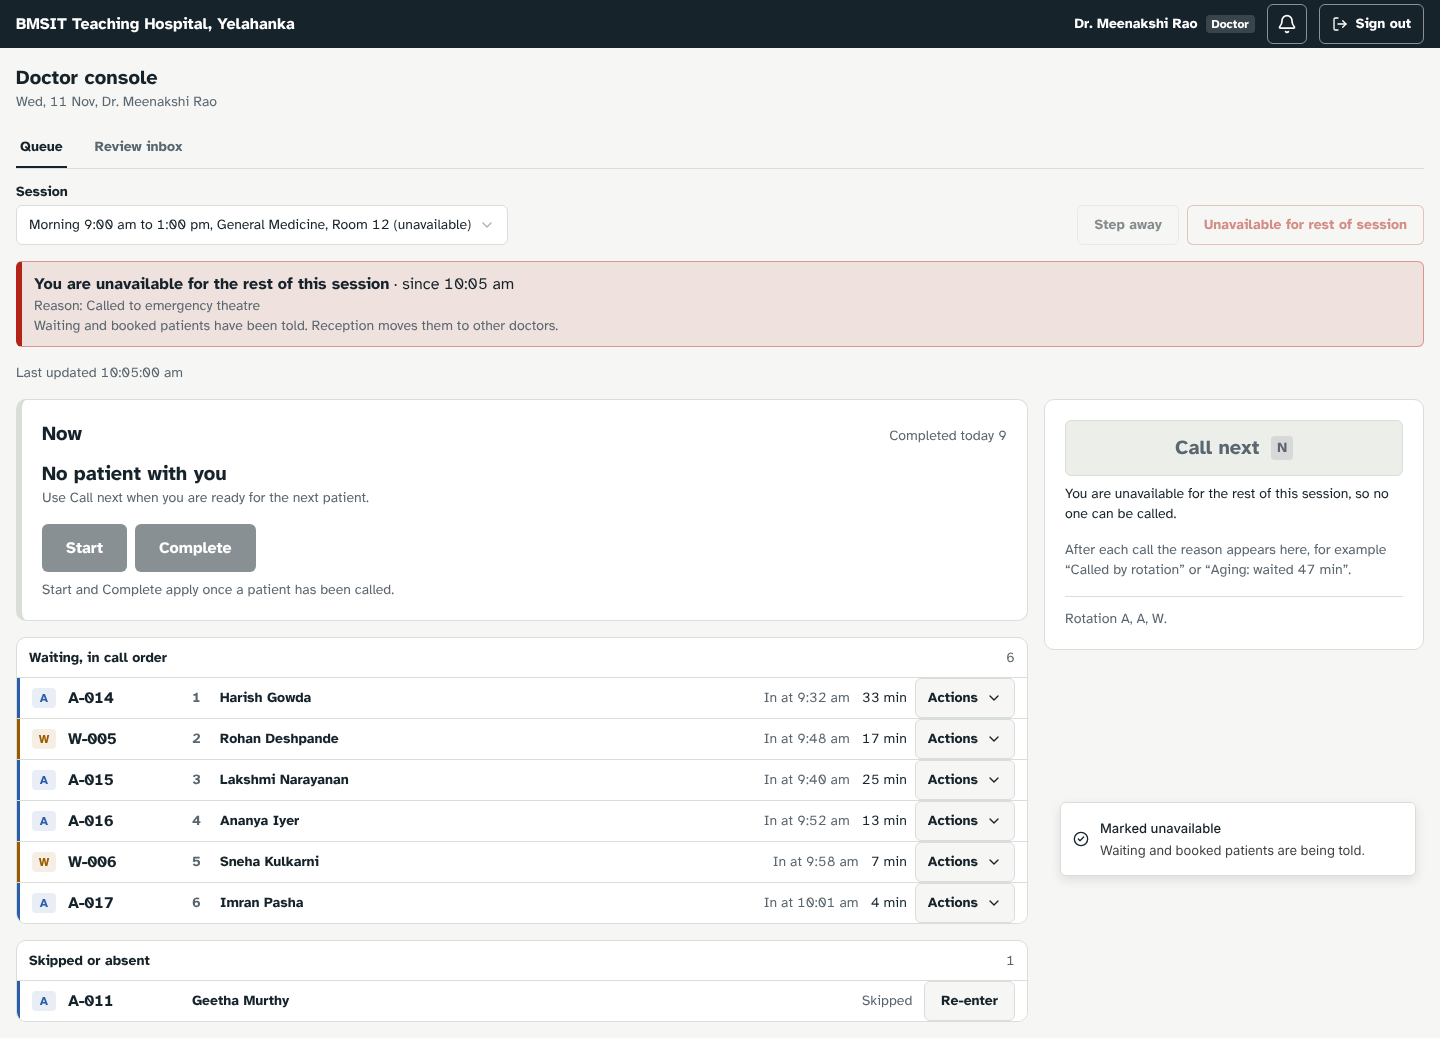 BMSIT Teaching Hospital, Yelahanka
Dr. Meenakshi Rao Doctor Sign out
Doctor console
Wed, 11 Nov, Dr. Meenakshi Rao
Queue Review inbox
Session
Morning 9:00 am to 1:00 pm, General Medicine, Room 12 (unavailable)
Step away Unavailable for rest of session
You are unavailable for the rest of this session · since 10:05 am
Reason: Called to emergency theatre
Waiting and booked patients have been told. Reception moves them to other doctors.
Last updated 10:05:00 am
Now
Completed today 9
No patient with you
Use Call next when you are ready for the next patient.
Start Complete
Start and Complete apply once a patient has been called.
Call next N
You are unavailable for the rest of this session, so no
one can be called.
After each call the reason appears here, for example
“Called by rotation” or “Aging: waited 47 min”.
Rotation A, A, W.
Waiting, in call order 6
A A-014 1 Harish Gowda In at 9:32 am 33 min Actions
W W-005 2 Rohan Deshpande In at 9:48 am 17 min Actions
A A-015 3 Lakshmi Narayanan In at 9:40 am 25 min Actions
A A-016 4 Ananya Iyer In at 9:52 am 13 min Actions
W W-006 5 Sneha Kulkarni In at 9:58 am 7 min Actions
A A-017 6 Imran Pasha In at 10:01 am 4 min Actions
Marked unavailable
Waiting and booked patients are being told.
Skipped or absent 1
A A-011 Geetha Murthy Skipped Re-enter